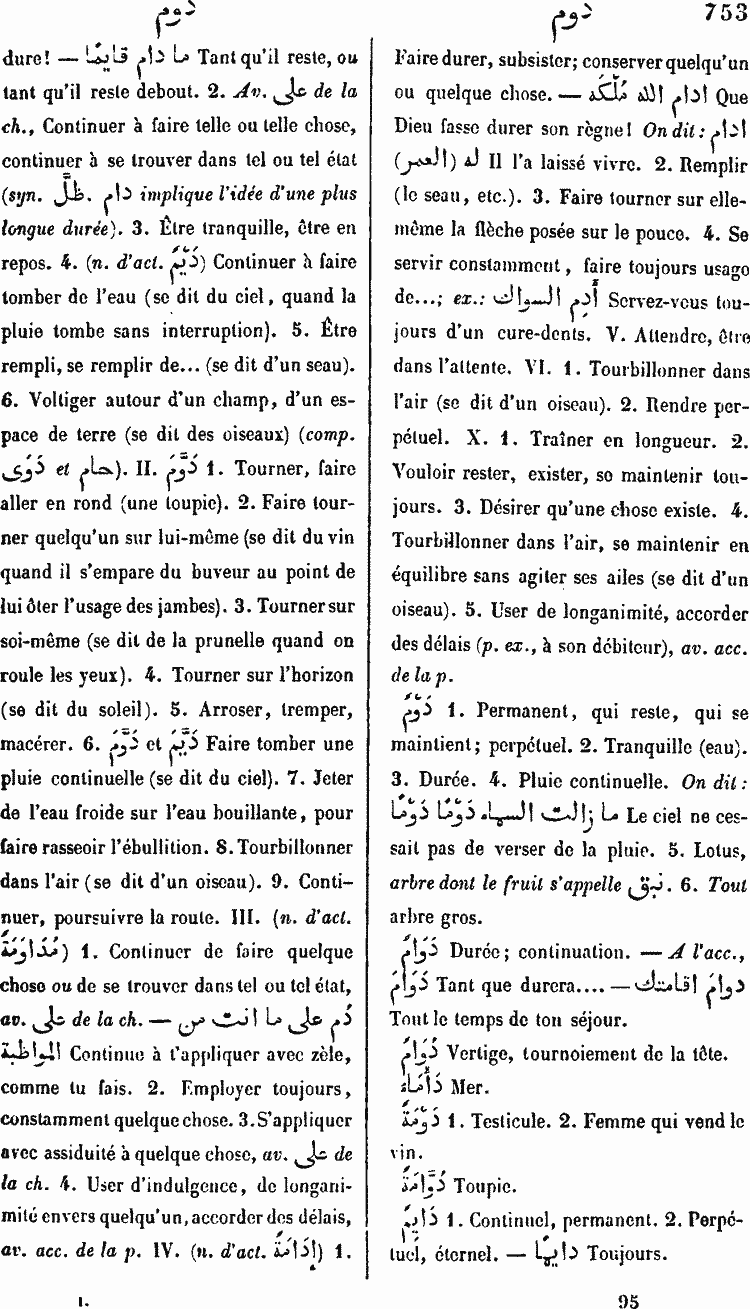 دوم
دوم 753
dure! — ما دام قايمًا Tant qu'il reste, ou
tant qu'il reste debout. 2. Av. على de la
ch., Continuer à faire telle ou telle chose,
continuer à se trouver dans tel ou tel état
(syn. ظلّ. دام implique l'idée d'une plus
longue durée). 3. Être tranquille, être en
repos. 4. (n. d'act. دَيْمٌ) Continuer à faire
tomber de l'eau (se dit du ciel, quand la
pluie tombe sans interruption). 5. Être
rempli, se remplir de... (se dit d'un seau).
6. Voltiger autour d'un champ, d'un es-
pace de terre (se dit des oiseaux) (comp.
دَوَى et حام). II. دَوَّمَ 1. Tourner, faire
aller en rond (une toupie). 2. Faire tour-
ner quelqu'un sur lui-même (se dit du vin
quand il s'empare du buveur au point de
lui ôter l'usage des jambes). 3. Tourner sur
soi-même (se dit de la prunelle quand on
roule les yeux). 4. Tourner sur l'horizon
(se dit du soleil). 5. Arroser, tremper,
macérer. 6. دَوَّمَ et دَيَّمَ Faire tomber une
pluie continuelle (se dit du ciel). 7. Jeter
de l'eau froide sur l'eau bouillante, pour
faire rasseoir l'ébullition. 8. Tourbillonner
dans l'air (se dit d'un oiseau). 9. Conti-
nuer, poursuivre la route. III. (n. d'act.
مُدَاوَمَةٌ) 1. Continuer de faire quelque
chose ou de se trouver dans tel ou tel état,
av. على de la ch. — دُم على ما انت من
المواظبة Continue à t'appliquer avec zèle,
comme tu fais. 2. Employer toujours,
constamment quelque chose. 3. S'appliquer
avec assiduité à quelque chose, av. على de
la ch. 4. User d'indulgence, de longani-
mité envers quelqu'un, accorder des délais,
av. acc. de la p. IV. (n. d'act. إِدَامَةٌ) 1.
I.
Faire durer, subsister; conserver quelqu'un
ou quelque chose. — ادام الله مُلْكَه Que
Dieu fasse durer son règne! On dit: ادام
له (العمر) Il l'a laissé vivre. 2. Remplir
(le seau, etc.). 3. Faire tourner sur elle-
même la flèche posée sur le pouce. 4. Se
servir constamment, faire toujours usage
de...; ex.: أَدِم السواك Servez-vous tou-
jours d'un cure-dents. V. Attendre, être
dans l'attente. VI. 1. Tourbillonner dans
l'air (se dit d'un oiseau). 2. Rendre per-
pétuel. X. 1. Traîner en longueur. 2.
Vouloir rester, exister, se maintenir tou-
jours. 3. Désirer qu'une chose existe. 4.
Tourbillonner dans l'air, se maintenir en
équilibre sans agiter ses ailes (se dit d'un
oiseau). 5. User de longanimité, accorder
des délais (p. ex., à son débiteur), av. acc.
de la p.
دَوْمٌ 1. Permanent, qui reste, qui se
maintient; perpétuel. 2. Tranquille (eau).
3. Durée. 4. Pluie continuelle. On dit:
ما زالت السماء دَوْمًا دَوْمًا Le ciel ne ces-
sait pas de verser de la pluie. 5. Lotus,
arbre dont le fruit s'appelle نَبِق. 6. Tout
arbre gros.
دَوَامٌ Durée; continuation. — A l'acc.,
دَوَامَ Tant que durera.... — دوامَ اقامتك
Tout le temps de ton séjour.
دُوَامٌ Vertige, tournoiement de la tête.
دَأْمَاءُ Mer.
دَوْمَةٌ 1. Testicule. 2. Femme qui vend le
vin.
دُوَّامَةٌ Toupie.
دَايِمٌ 1. Continuel, permanent. 2. Perpé-
tuel, éternel. — دايمًا Toujours.
95